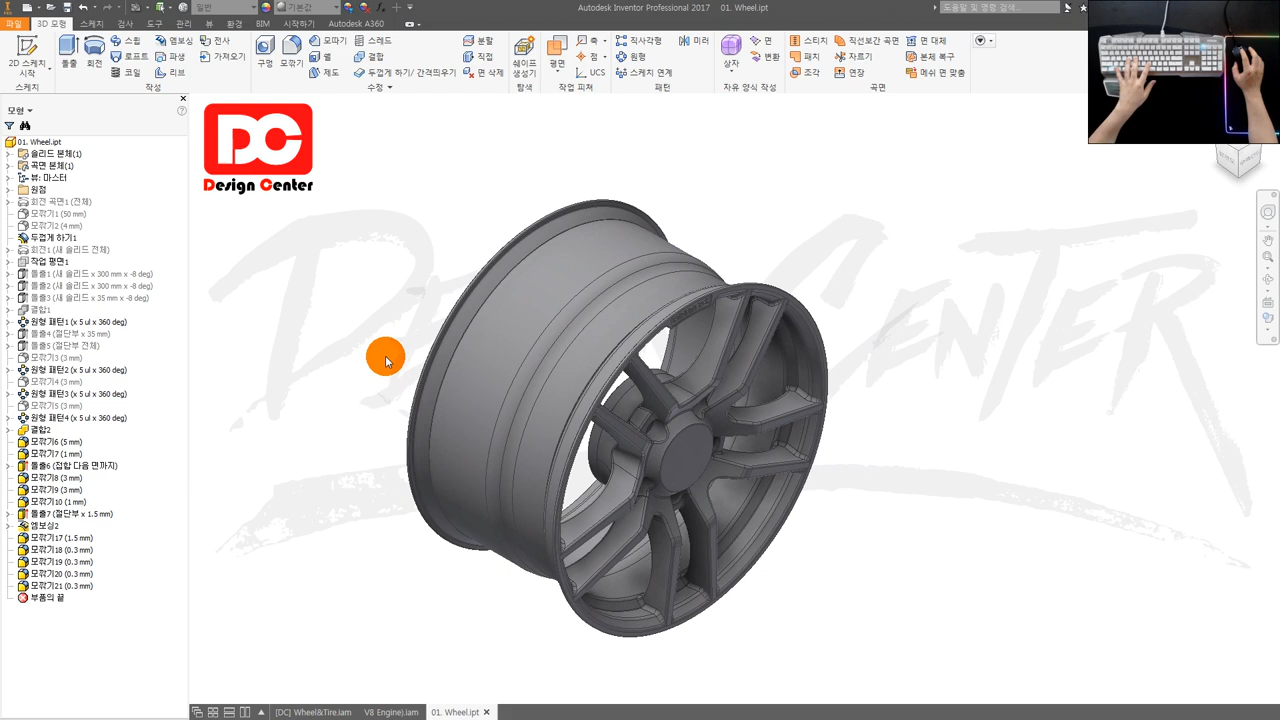 Autodesk Inventor Professional 2017 01. Wheel.ipt
도움말 및 명령 검색...
일반 기본값
파일 3D 모형 스케치 검사 도구 관리 뷰 환경 BIM 시작하기 Autodesk A360
2D 스케치 시작
스케치
돌출 회전 스윕 로프트 코일 엠보싱 파생 리브 전사 가져오기
작성
구멍 모깎기 모따기 쉘 제도 스레드 결합 두껍게 분할 직접
수정
쉐이프 생성기
탐색
평면 축 점 UCS
작업 피쳐
직사각형 원형 스케치 연계 미러
패턴
상자 면 변환
자유 양식 작성
스티치 패치 조각 직선보간 곡면 자르기 연장 면 대체 본체 복구 메쉬 면 맞춤
곡면
모형
01. Wheel.ipt
솔리드 본체(1)
곡면 본체(1)
뷰: 마스터
원점
회전 곡면1 (전체)
모깎기1 (50 mm)
모깎기2 (4 mm)
두껍게 하기1
회전1 (새 솔리드 전체)
작업 평면1
돌출1 (새 솔리드 x 300 mm x -8 deg)
돌출2 (새 솔리드 x 300 mm x -8 deg)
돌출3 (새 솔리드 x 35 mm x -8 deg)
결합1
원형 패턴1 (x 5 ul x 360 deg)
돌출4 (절단부 x 35 mm)
돌출5 (절단부 전체)
모깎기3 (3 mm)
원형 패턴2 (x 5 ul x 360 deg)
모깎기4 (3 mm)
원형 패턴3 (x 5 ul x 360 deg)
모깎기5 (3 mm)
원형 패턴4 (x 5 ul x 360 deg)
결합2
모깎기6 (5 mm)
모깎기7 (1 mm)
돌출6 (접합 다음 면까지)
모깎기8 (3 mm)
모깎기9 (3 mm)
모깎기10 (1 mm)
돌출7 (절단부 x 1.5 mm)
엠보싱2
모깎기17 (1.5 mm)
모깎기18 (0.3 mm)
모깎기19 (0.3 mm)
모깎기20 (0.3 mm)
모깎기21 (0.3 mm)
부품의 끝
DC
Design Center
DESIGN CENTER
[DC] Wheel&Tire.iam V8 Engine).iam 01. Wheel.ipt